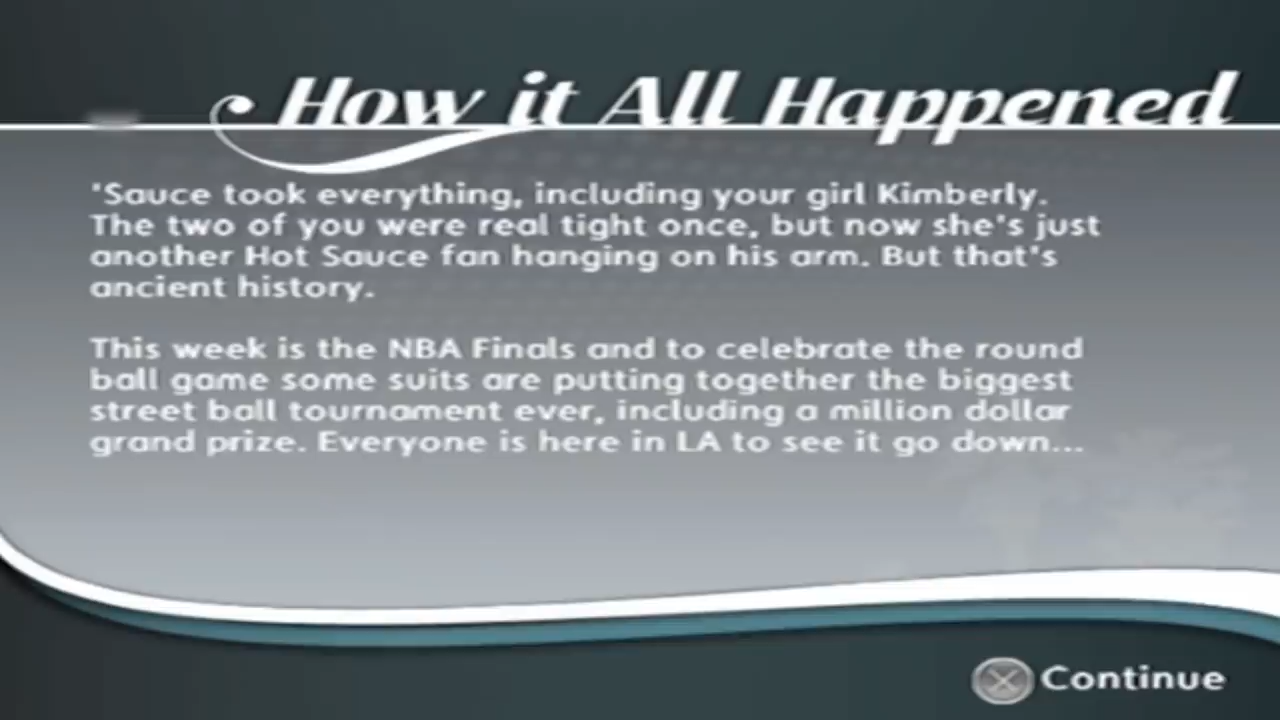 How it All Happened
'Sauce took everything, including your girl Kimberly.
The two of you were real tight once, but now she's just
another Hot Sauce fan hanging on his arm. But that's
ancient history.
This week is the NBA Finals and to celebrate the round
ball game some suits are putting together the biggest
street ball tournament ever, including a million dollar
grand prize. Everyone is here in LA to see it go down...
Continue